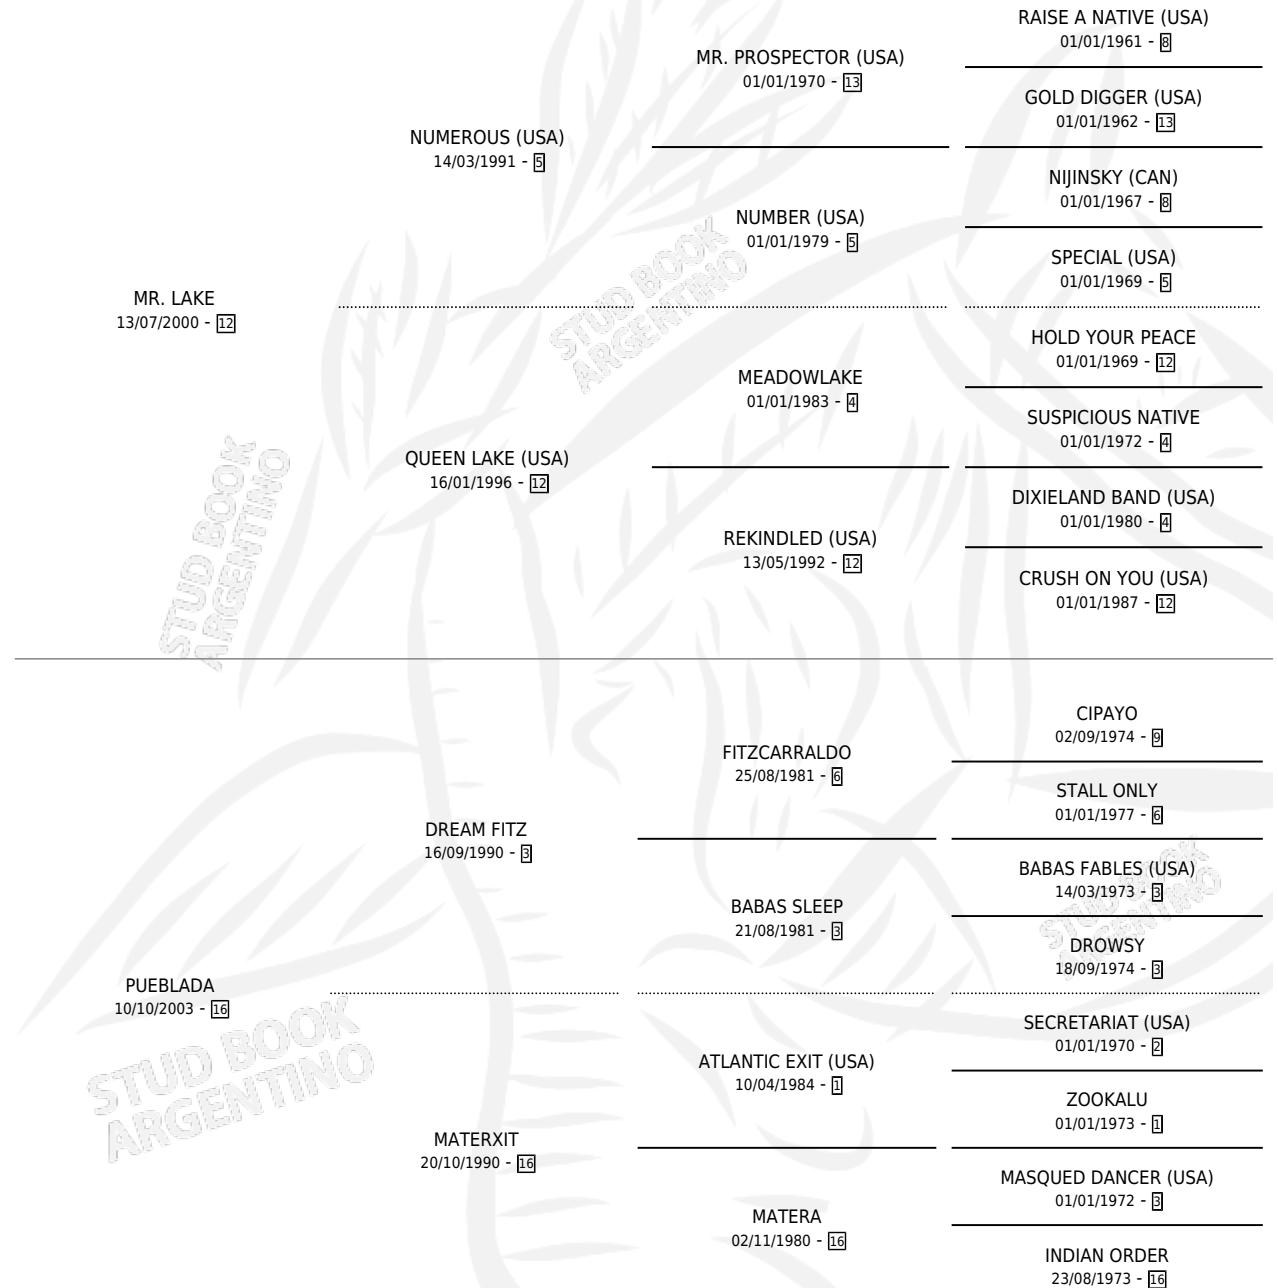 RAISE A NATIVE (USA)
01/01/1961 - 8
MR. PROSPECTOR (USA)
01/01/1970 - 13
GOLD DIGGER (USA)
01/01/1962 - 13
NUMEROUS (USA)
14/03/1991 - 5
NIJINSKY (CAN)
01/01/1967 - 8
NUMBER (USA)
01/01/1979 - 5
SPECIAL (USA)
01/01/1969 - 5
MR. LAKE
13/07/2000 - 12
HOLD YOUR PEACE
01/01/1969 - 12
MEADOWLAKE
01/01/1983 - 4
SUSPICIOUS NATIVE
01/01/1972 - 4
QUEEN LAKE (USA)
16/01/1996 - 12
DIXIELAND BAND (USA)
01/01/1980 - 4
REKINDLED (USA)
13/05/1992 - 12
CRUSH ON YOU (USA)
01/01/1987 - 12
CIPAYO
02/09/1974 - 9
FITZCARRALDO
25/08/1981 - 6
STALL ONLY
01/01/1977 - 6
DREAM FITZ
16/09/1990 - 3
BABAS FABLES (USA)
14/03/1973 - 3
BABAS SLEEP
21/08/1981 - 3
DROWSY
18/09/1974 - 3
PUEBLADA
10/10/2003 - 16
SECRETARIAT (USA)
01/01/1970 - 2
ATLANTIC EXIT (USA)
10/04/1984 - 1
ZOOKALU
01/01/1973 - 1
MATERXIT
20/10/1990 - 16
MASQUED DANCER (USA)
01/01/1972 - 3
MATERA
02/11/1980 - 16
INDIAN ORDER
23/08/1973 - 16
STUD BOOK
ARGENTINO
STUD BOOK
ARGENTINO
STUD BOOK
ARGENTINO
STUD BOOK
ARGENTINO